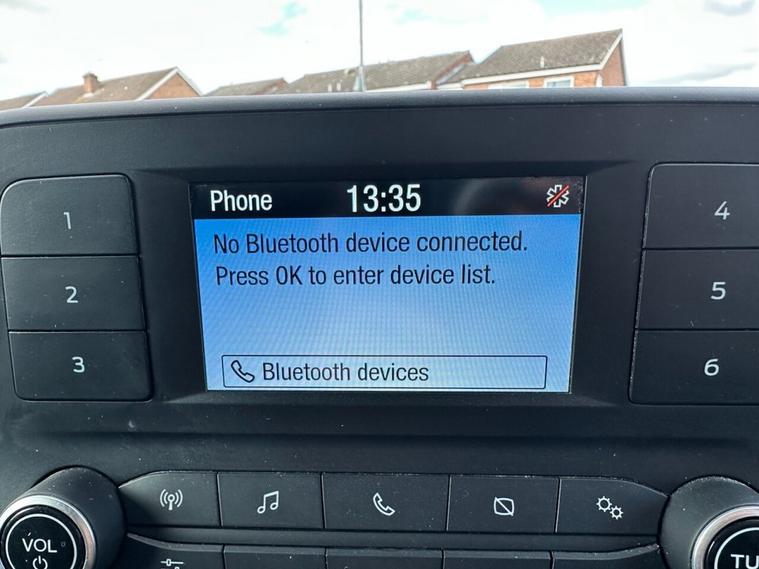 Phone 13:35
No Bluetooth device connected.
Press OK to enter device list.
Bluetooth devices
1
2
3
4
5
6
VOL
TU